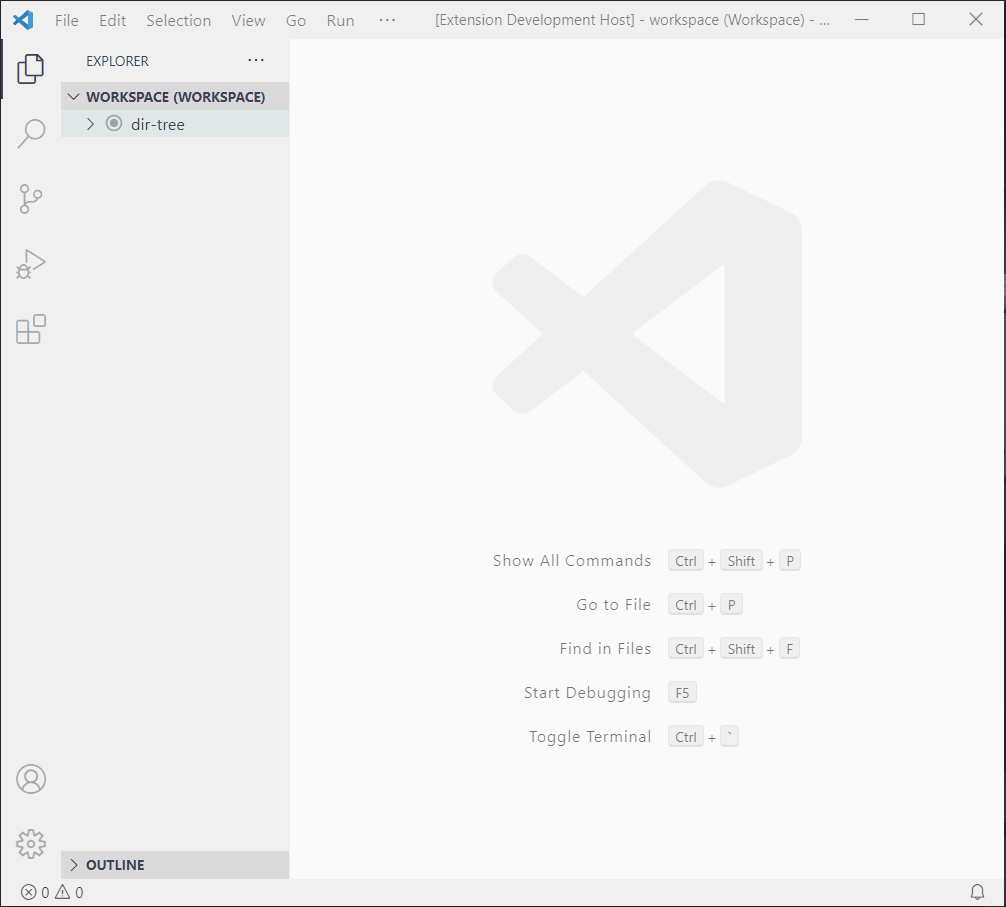 File Edit Selection View Go Run ··· [Extension Development Host] - workspace (Workspace) - ...
EXPLORER ···
WORKSPACE (WORKSPACE)
dir-tree
Show All Commands Ctrl + Shift + P
Go to File Ctrl + P
Find in Files Ctrl + Shift + F
Start Debugging F5
Toggle Terminal Ctrl + `
OUTLINE
0 0